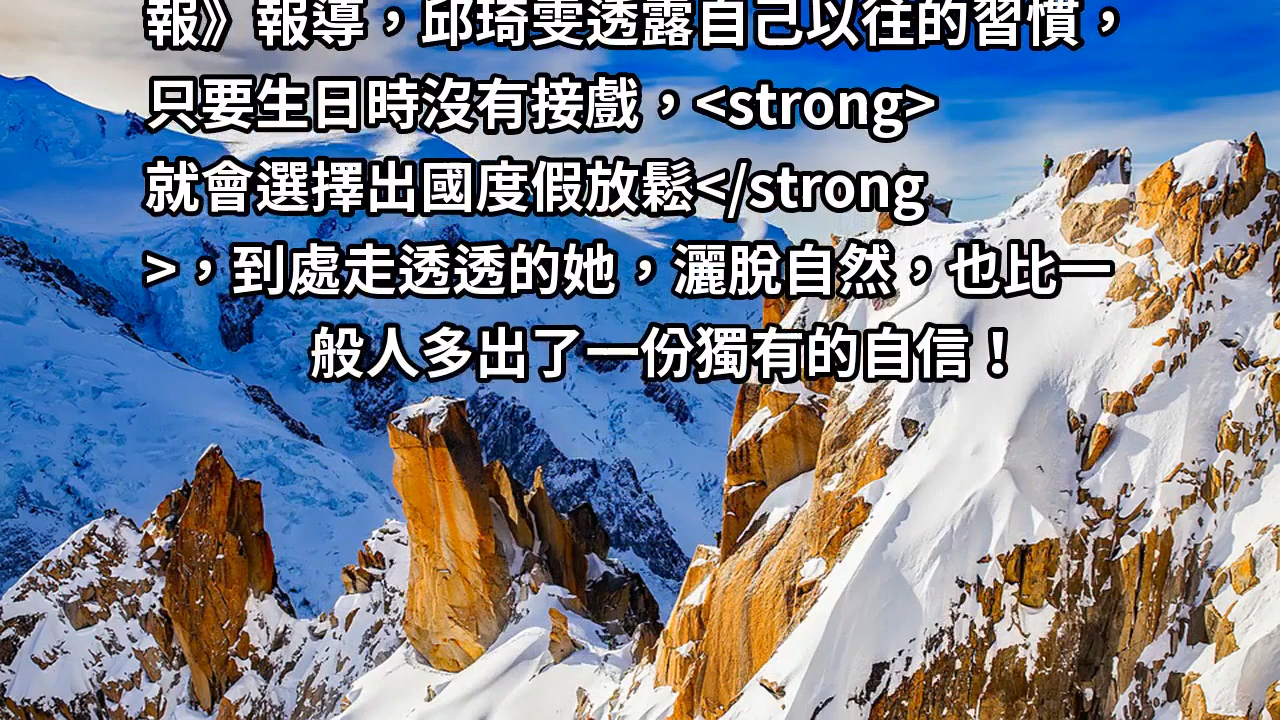 報》報導，邱琦雯透露自己以往的習慣，
只要生日時沒有接戲，<strong>
就會選擇出國度假放鬆</strong
>，到處走透透的她，灑脫自然，也比一
般人多出了一份獨有的自信！